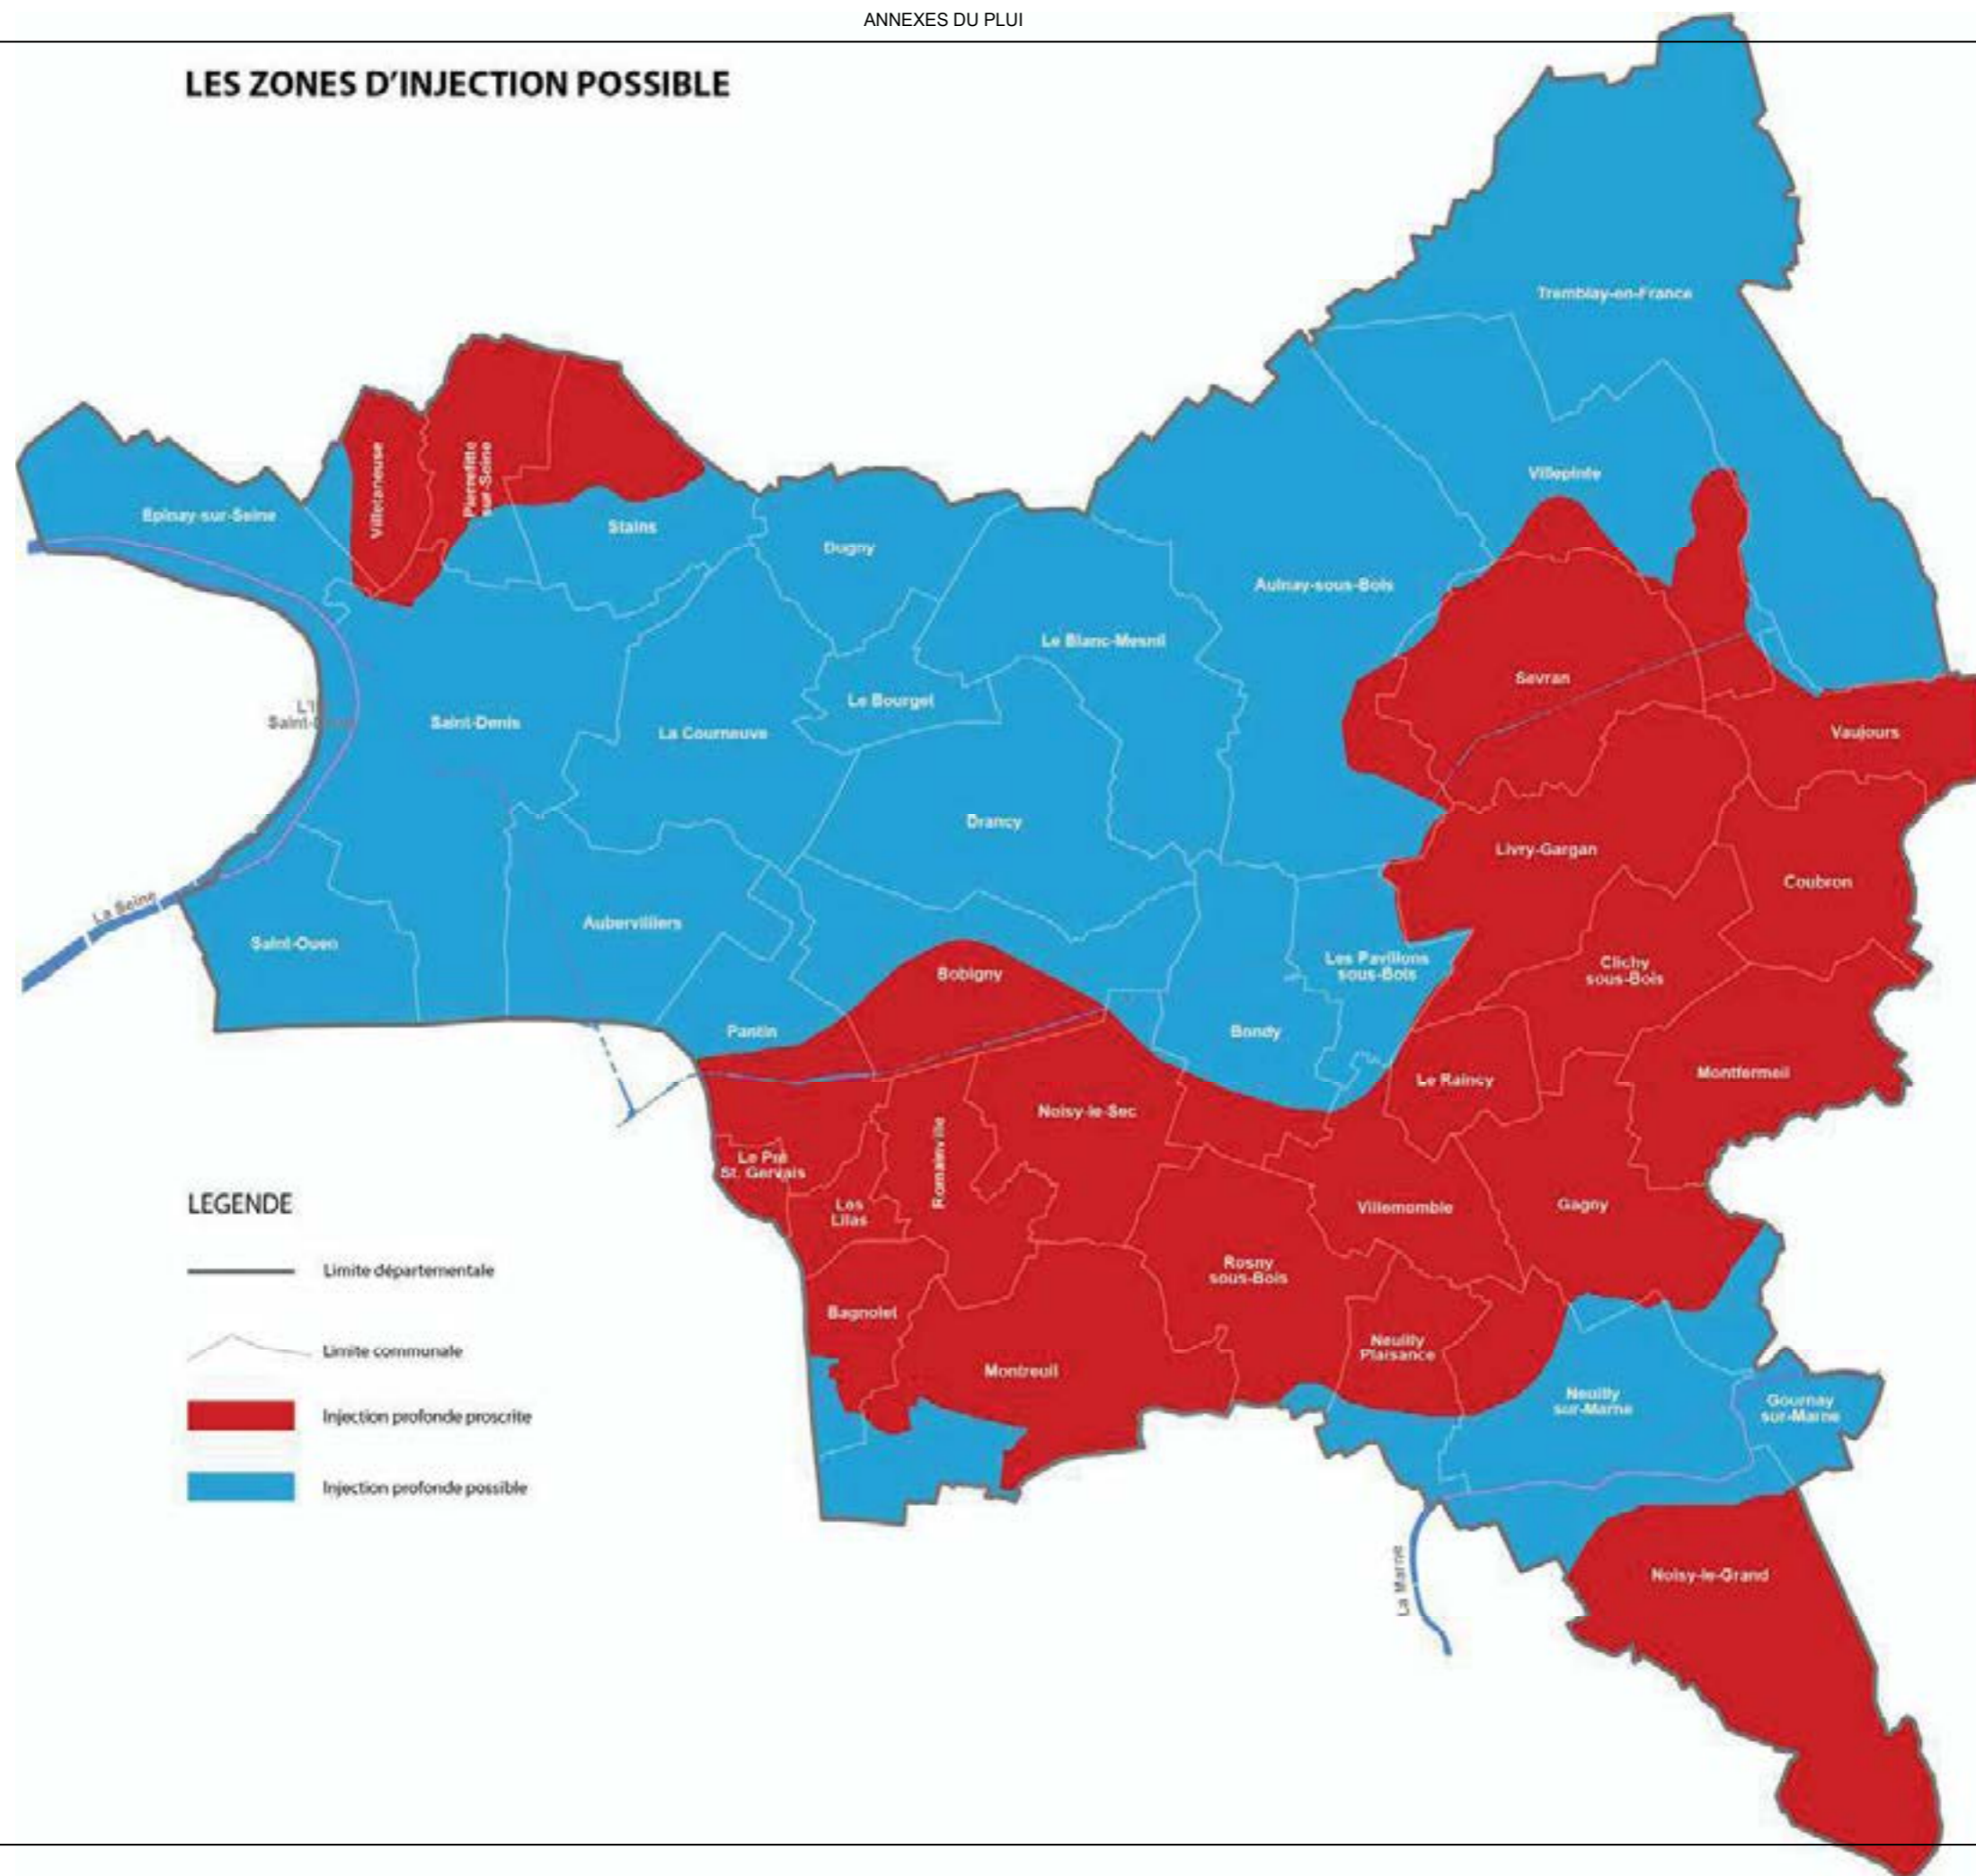 ANNEXES DU PLUI
LES ZONES D'INJECTION POSSIBLE
Tremblay-en-France
Villetaneuse
Pierrefitte
sur-Seine
Villepinte
Epinay-sur-Seine
Stains
Dugny
Aulnay-sous-Bois
Le Blanc-Mesnil
Sevran
Le Bourget
L'I
Saint-
Saint-Denis
La Courneuve
Vaujours
Drancy
Livry-Gargan
Coubron
La Seine
Aubervilliers
Saint-Ouen
Les Pavillons
sous-Bois
Clichy
sous-Bois
Bobigny
Pantin
Bondy
Le Raincy
Montfermeil
Noisy-le-Sec
Romainville
Le Pré
St. Gervais
Les
Lilas
Villemomble
Gagny
Rosny
sous-Bois
Bagnolet
Neuilly
Plaisance
Montreuil
Neuilly
sur-Marne
Gournay
sur-Marne
La Marne
Noisy-le-Grand
LEGENDE
Limite départementale
Limite communale
Injection profonde proscrite
Injection profonde possible